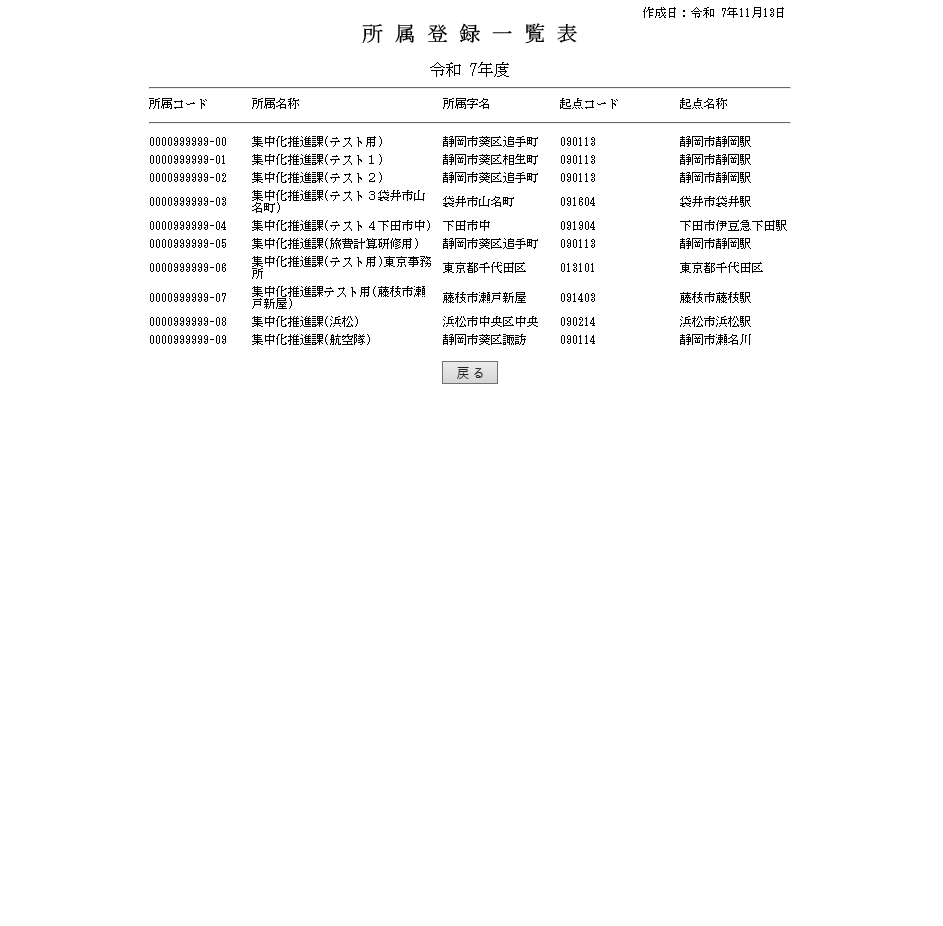 作成日：令和 7年11月13日
所 属 登 録 一 覧 表
令和 7年度
所属コード 所属名称 所属字名 起点コード 起点名称
0000999999-00 集中化推進課(テスト用) 静岡市葵区追手町 090113 静岡市静岡駅
0000999999-01 集中化推進課(テスト１) 静岡市葵区相生町 090113 静岡市静岡駅
0000999999-02 集中化推進課(テスト２) 静岡市葵区追手町 090113 静岡市静岡駅
0000999999-03 集中化推進課(テスト３袋井市山名町) 袋井市山名町 091604 袋井市袋井駅
0000999999-04 集中化推進課(テスト４下田市中) 下田市中 091904 下田市伊豆急下田駅
0000999999-05 集中化推進課(旅費計算研修用) 静岡市葵区追手町 090113 静岡市静岡駅
0000999999-06 集中化推進課(テスト用)東京事務所 東京都千代田区 013101 東京都千代田区
0000999999-07 集中化推進課テスト用(藤枝市瀬戸新屋) 藤枝市瀬戸新屋 091403 藤枝市藤枝駅
0000999999-08 集中化推進課(浜松) 浜松市中央区中央 090214 浜松市浜松駅
0000999999-09 集中化推進課(航空隊) 静岡市葵区諏訪 090114 静岡市瀬名川
戻る